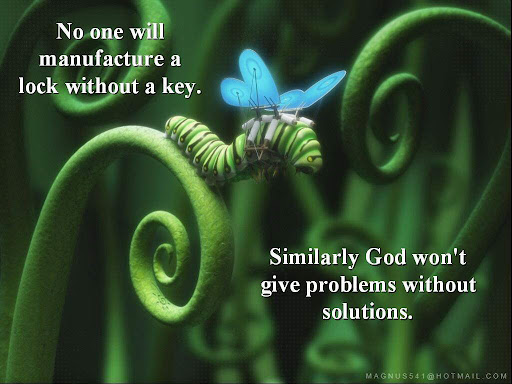 No one will
manufacture a
lock without a key.
Similarly God won't
give problems without
solutions.
MAGNUS541@HOTMAIL.COM